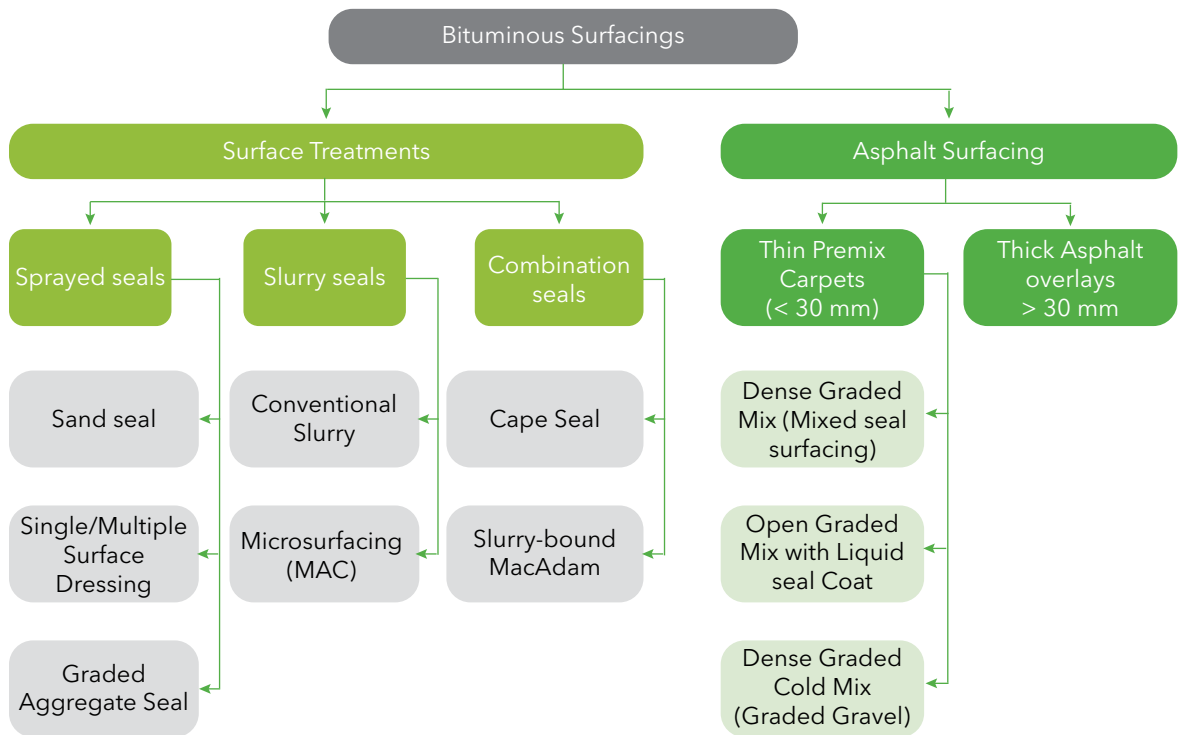 Bituminous Surfacings
Surface Treatments
Asphalt Surfacing
Sprayed seals
Slurry seals
Combination
seals
Thin Premix
Carpets
(< 30 mm)
Thick Asphalt
overlays
> 30 mm
Sand seal
Conventional
Slurry
Cape Seal
Dense Graded
Mix (Mixed seal
surfacing)
Single/Multiple
Surface
Dressing
Microsurfacing
(MAC)
Slurry-bound
MacAdam
Open Graded
Mix with Liquid
seal Coat
Graded
Aggregate Seal
Dense Graded
Cold Mix
(Graded Gravel)